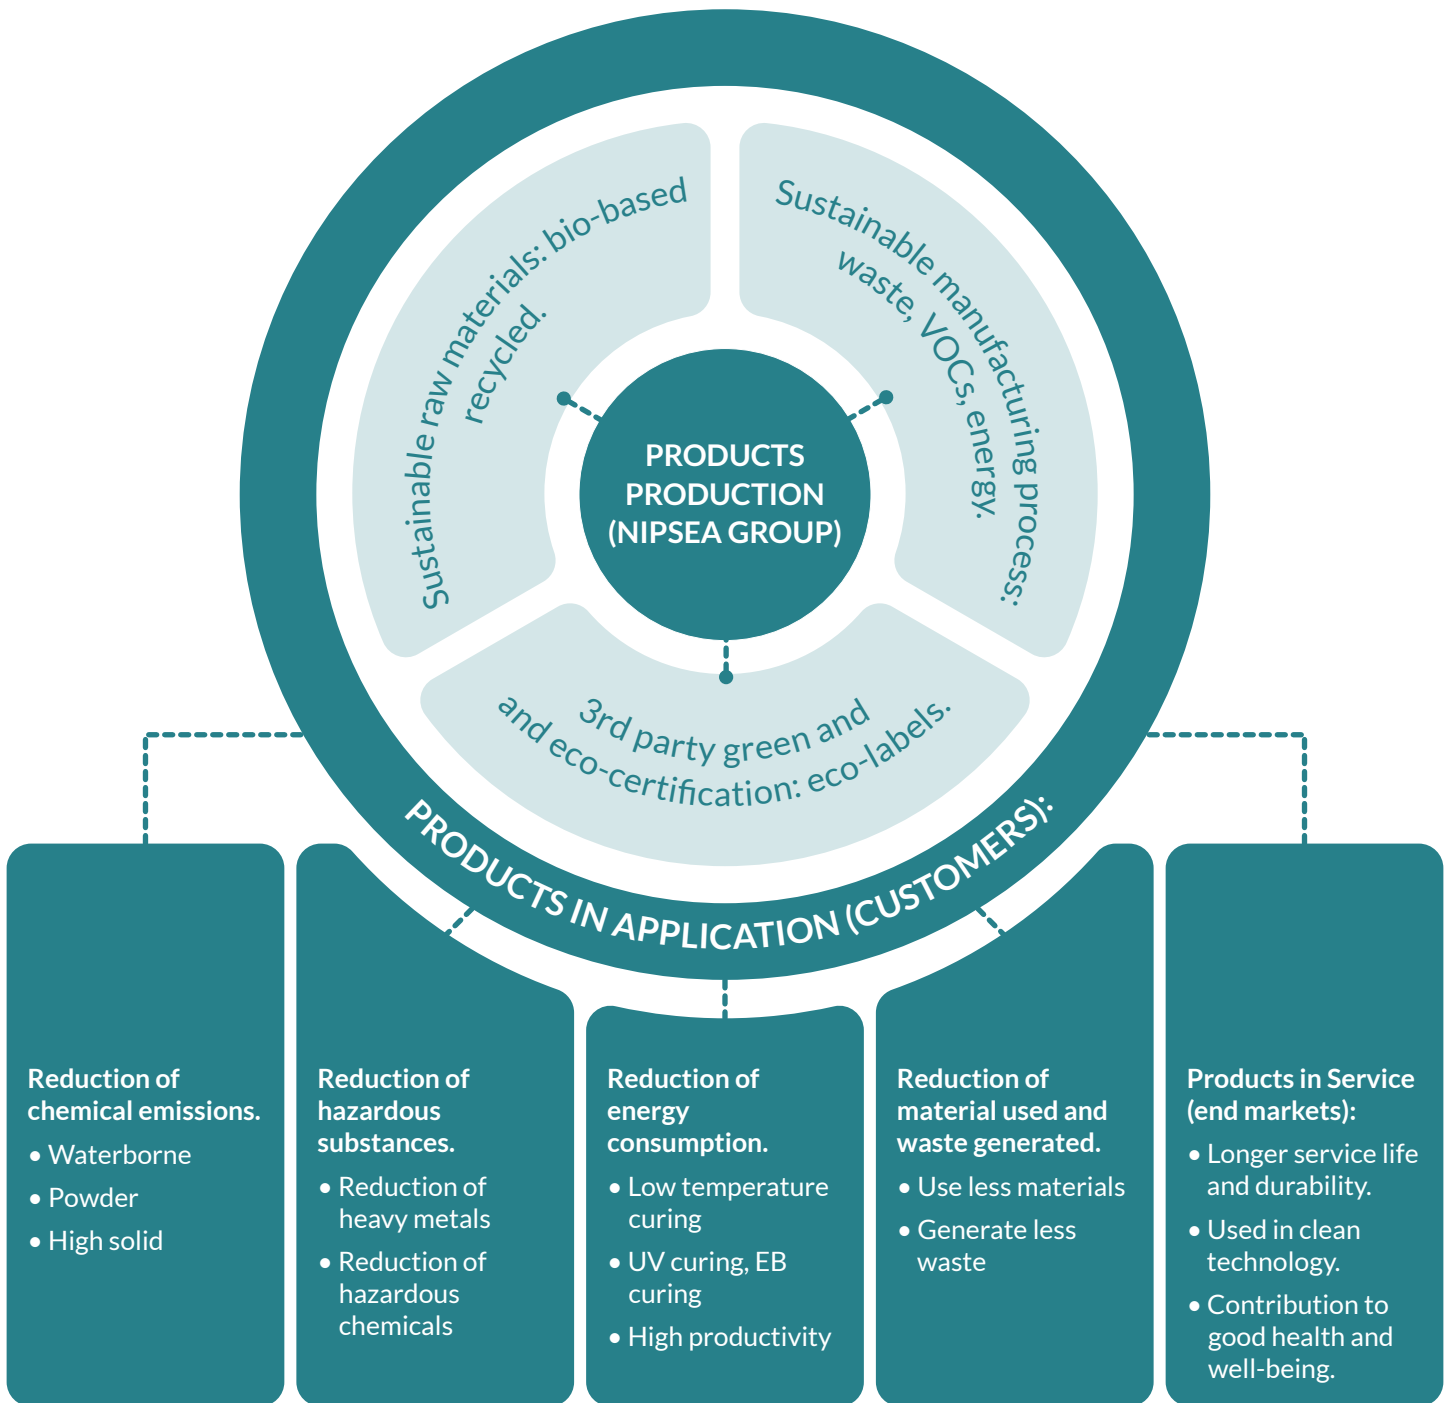 Sustainable raw materials: bio-based
recycled.
Sustainable manufacturing process:
waste, VOCs, energy.
PRODUCTS
PRODUCTION
(NIPSEA GROUP)
3rd party green and
and eco-certification: eco-labels.
PRODUCTS IN APPLICATION (CUSTOMERS):
Reduction of
chemical emissions.
• Waterborne
• Powder
• High solid
Reduction of
hazardous
substances.
• Reduction of
heavy metals
• Reduction of
hazardous
chemicals
Reduction of
energy
consumption.
• Low temperature
curing
• UV curing, EB
curing
• High productivity
Reduction of
material used and
waste generated.
• Use less materials
• Generate less
waste
Products in Service
(end markets):
• Longer service life
and durability.
• Used in clean
technology.
• Contribution to
good health and
well-being.